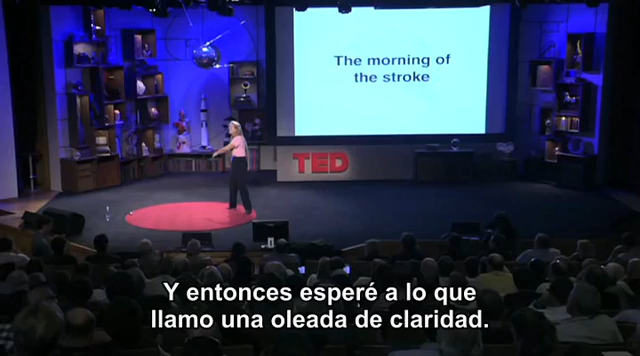 The morning of
the stroke
TED
Y entonces esperé a lo que
llamo una oleada de claridad.